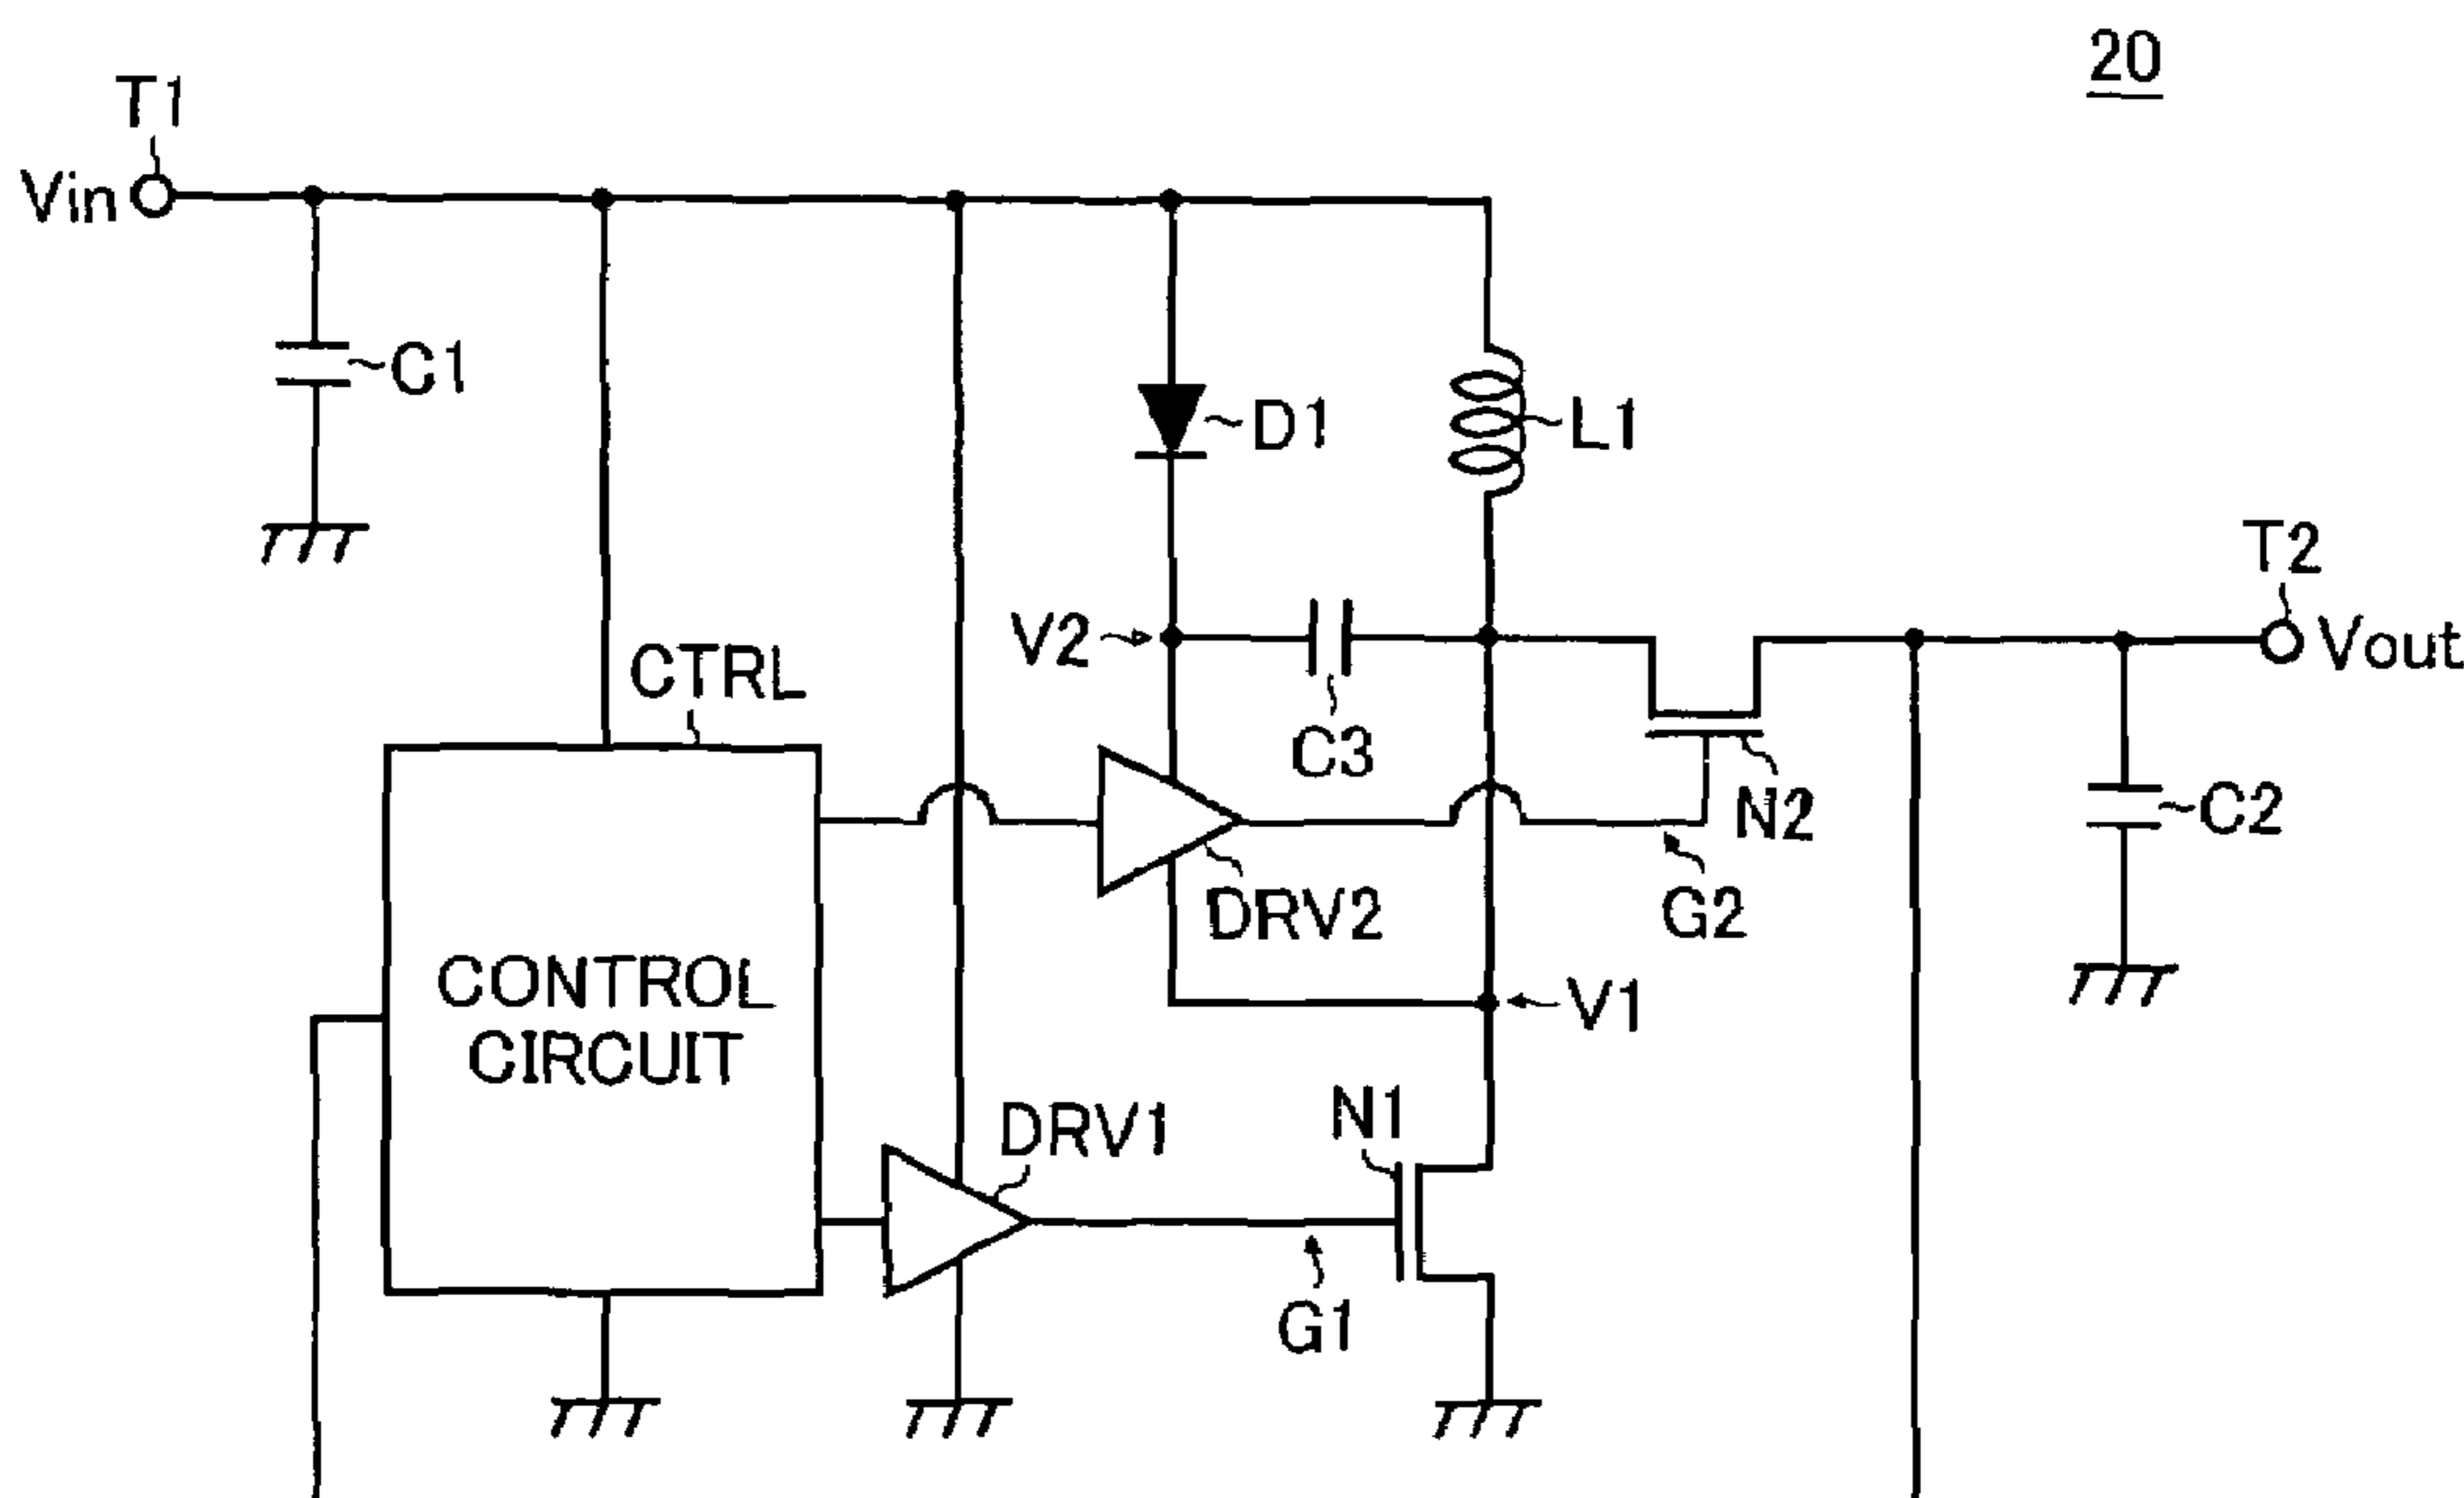 20
T1
Vin
C1
D1
L1
T2
V2
Vout
CTRL
C3
N2
C2
DRV2
G2
CONTROL
CIRCUIT
V1
N1
DRV1
G1